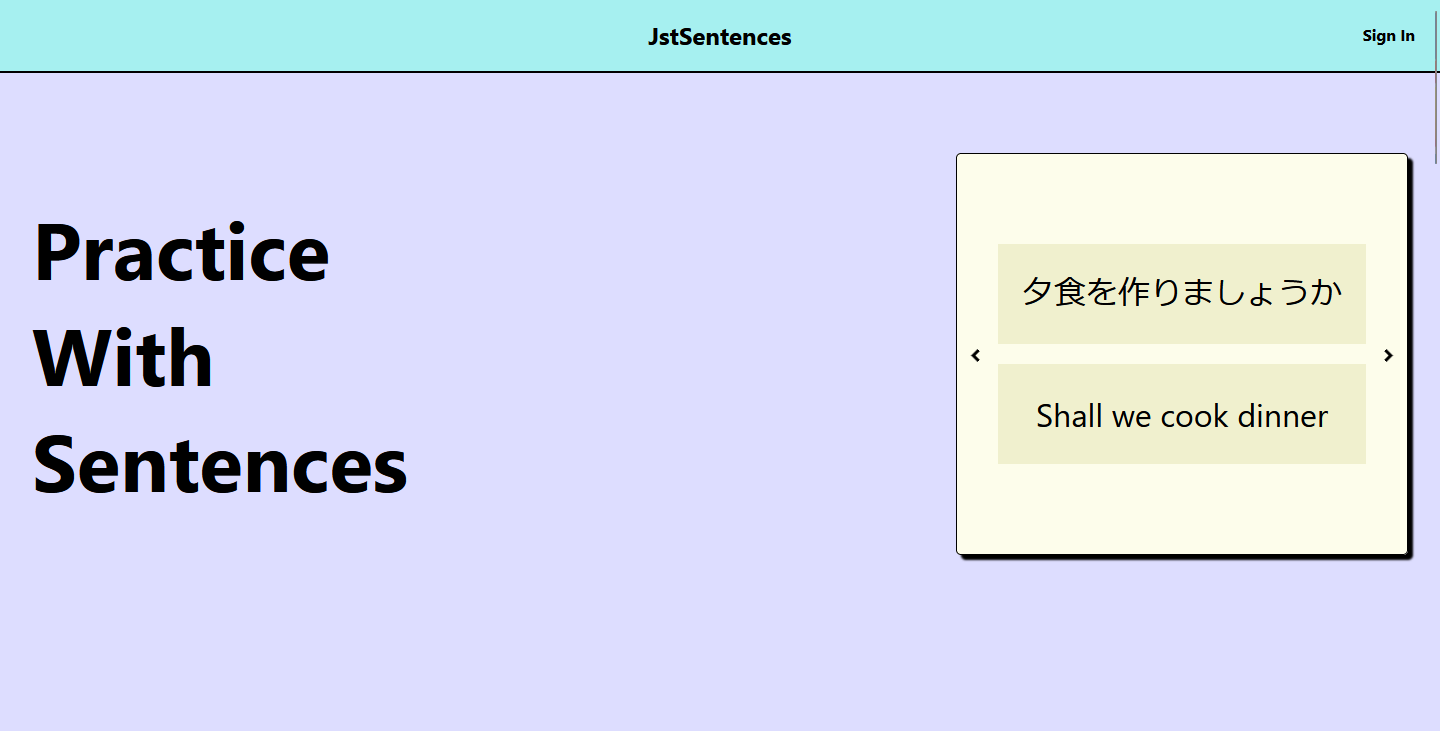 JstSentences
Sign In
Practice
With
Sentences
夕食を作りましょうか
Shall we cook dinner